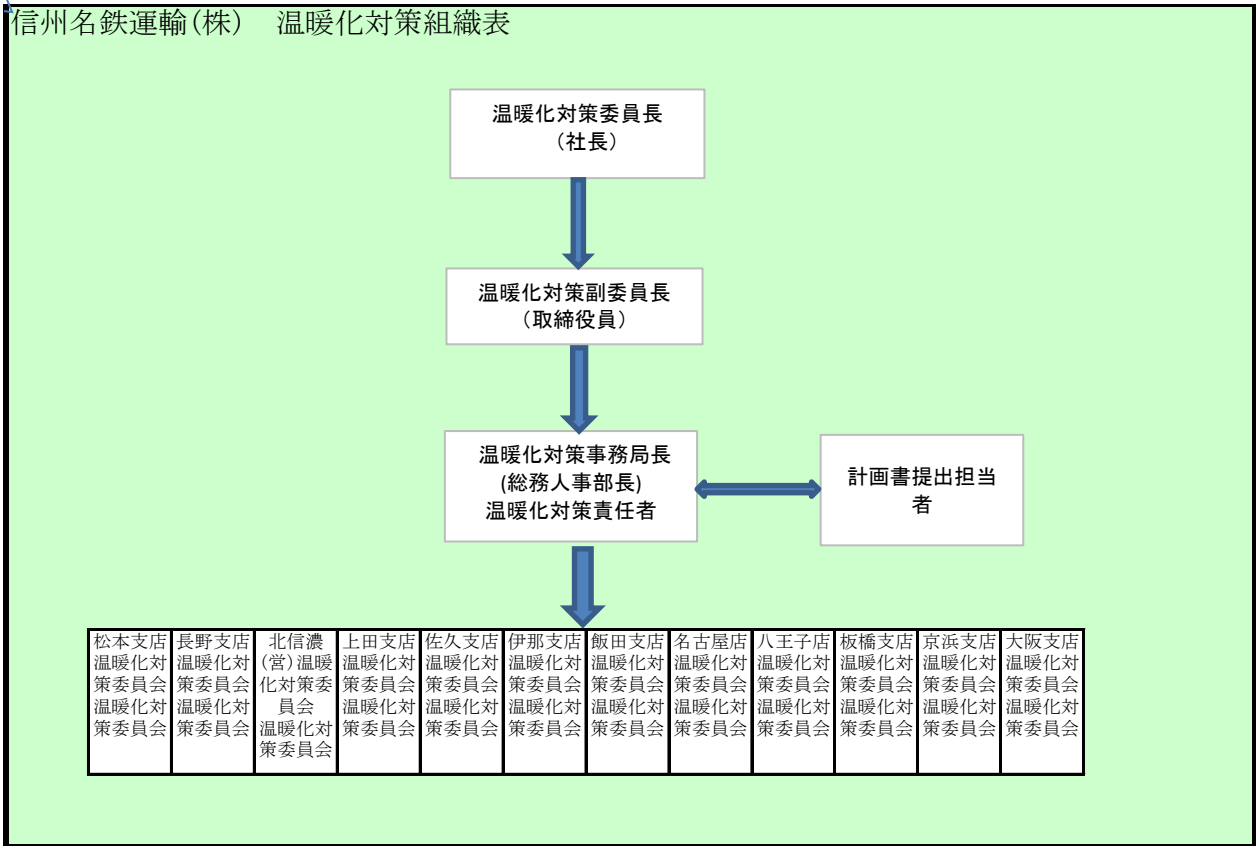 信州名鉄運輸(株)　温暖化対策組織表
温暖化対策委員長
（社長）
温暖化対策副委員長
（取締役員）
温暖化対策事務局長
(総務人事部長)
温暖化対策責任者
計画書提出担当
者
松本支店
温暖化対
策委員会
温暖化対
策委員会
長野支店
温暖化対
策委員会
温暖化対
策委員会
北信濃
(営)温暖
化対策委
員会
温暖化対
策委員会
上田支店
温暖化対
策委員会
温暖化対
策委員会
佐久支店
温暖化対
策委員会
温暖化対
策委員会
伊那支店
温暖化対
策委員会
温暖化対
策委員会
飯田支店
温暖化対
策委員会
温暖化対
策委員会
名古屋店
温暖化対
策委員会
温暖化対
策委員会
八王子店
温暖化対
策委員会
温暖化対
策委員会
板橋支店
温暖化対
策委員会
温暖化対
策委員会
京浜支店
温暖化対
策委員会
温暖化対
策委員会
大阪支店
温暖化対
策委員会
温暖化対
策委員会